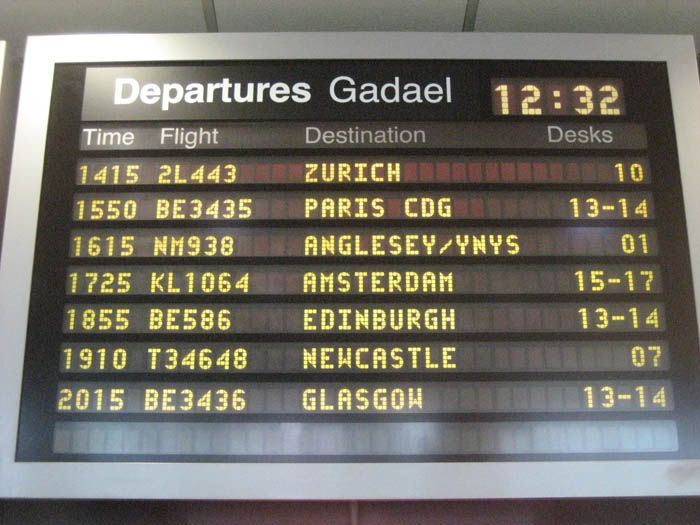 Departures Gadael 12:32
Time Flight Destination Desks
1415 2L443 ZURICH 10
1550 BE3435 PARIS CDG 13-14
1615 NM938 ANGLESEY/YNYS 01
1725 KL1064 AMSTERDAM 15-17
1855 BE586 EDINBURGH 13-14
1910 T34648 NEWCASTLE 07
2015 BE3436 GLASGOW 13-14